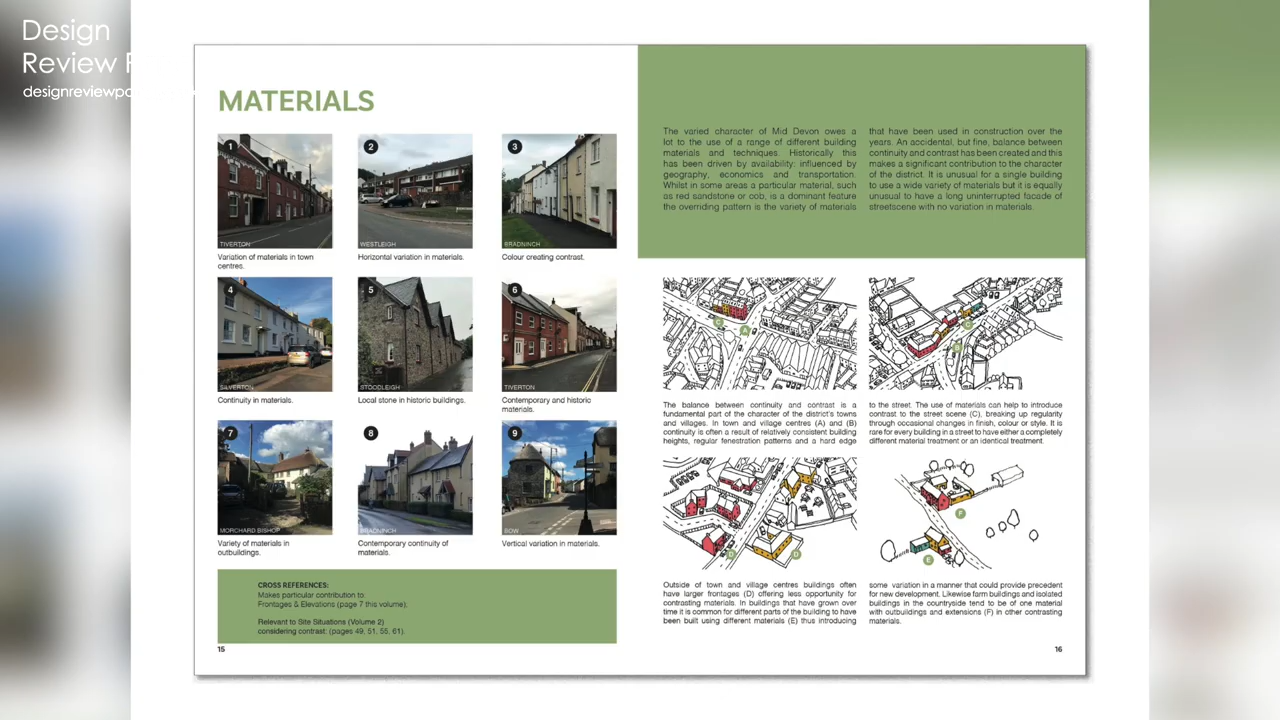 Design
Review
designreviewpa
MATERIALS
1
TIVERTON
Variation of materials in town
centres.
2
WESTLEIGH
Horizontal variation in materials.
3
BRADNINCH
Colour creating contrast.
4
SILVERTON
Continuity in materials.
5
STOODLEIGH
Local stone in historic buildings.
6
TIVERTON
Contemporary and historic
materials.
7
MORCHARD BISHOP
Variety of materials in
outbuildings.
8
BRADNINCH
Contemporary continuity of
materials.
9
BOW
Vertical variation in materials.
CROSS REFERENCES:
Makes particular contribution to:
Frontages & Elevations (page 7 this volume);
Relevant to Site Situations (Volume 2)
considering contrast: (pages 49, 51, 55, 61).
15
The varied character of Mid Devon owes a
lot to the use of a range of different building
materials and techniques. Historically this
has been driven by availability: influenced by
geography, economics and transportation.
Whilst in some areas a particular material, such
as red sandstone or cob, is a dominant feature
the overriding pattern is the variety of materials
that have been used in construction over the
years. An accidental, but fine, balance between
continuity and contrast has been created and this
makes a significant contribution to the character
of the district. It is unusual for a single building
to use a wide variety of materials but it is equally
unusual to have a long uninterrupted facade of
streetscene with no variation in materials.
C
A
C
B
The balance between continuity and contrast is a
fundamental part of the character of the district's towns
and villages. In town and village centres (A) and (B)
continuity is often a result of relatively consistent building
heights, regular fenestration patterns and a hard edge
to the street. The use of materials can help to introduce
contrast to the street scene (C), breaking up regularity
through occasional changes in finish, colour or style. It is
rare for every building in a street to have either a completely
different material treatment or an identical treatment.
D
D
F
E
Outside of town and village centres buildings often
have larger frontages (D) offering less opportunity for
contrasting materials. In buildings that have grown over
time it is common for different parts of the building to have
been built using different materials (E) thus introducing
some variation in a manner that could provide precedent
for new development. Likewise farm buildings and isolated
buildings in the countryside tend to be of one material
with outbuildings and extensions (F) in other contrasting
materials.
16